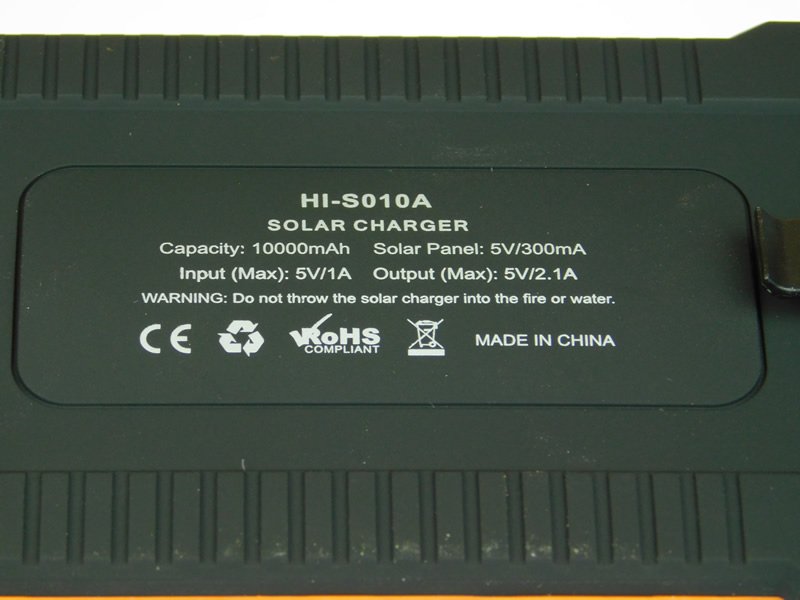 HI-S010A
SOLAR CHARGER
Capacity: 10000mAh Solar Panel: 5V/300mA
Input (Max): 5V/1A Output (Max): 5V/2.1A
WARNING: Do not throw the solar charger into the fire or water.
CE RoHS COMPLIANT MADE IN CHINA